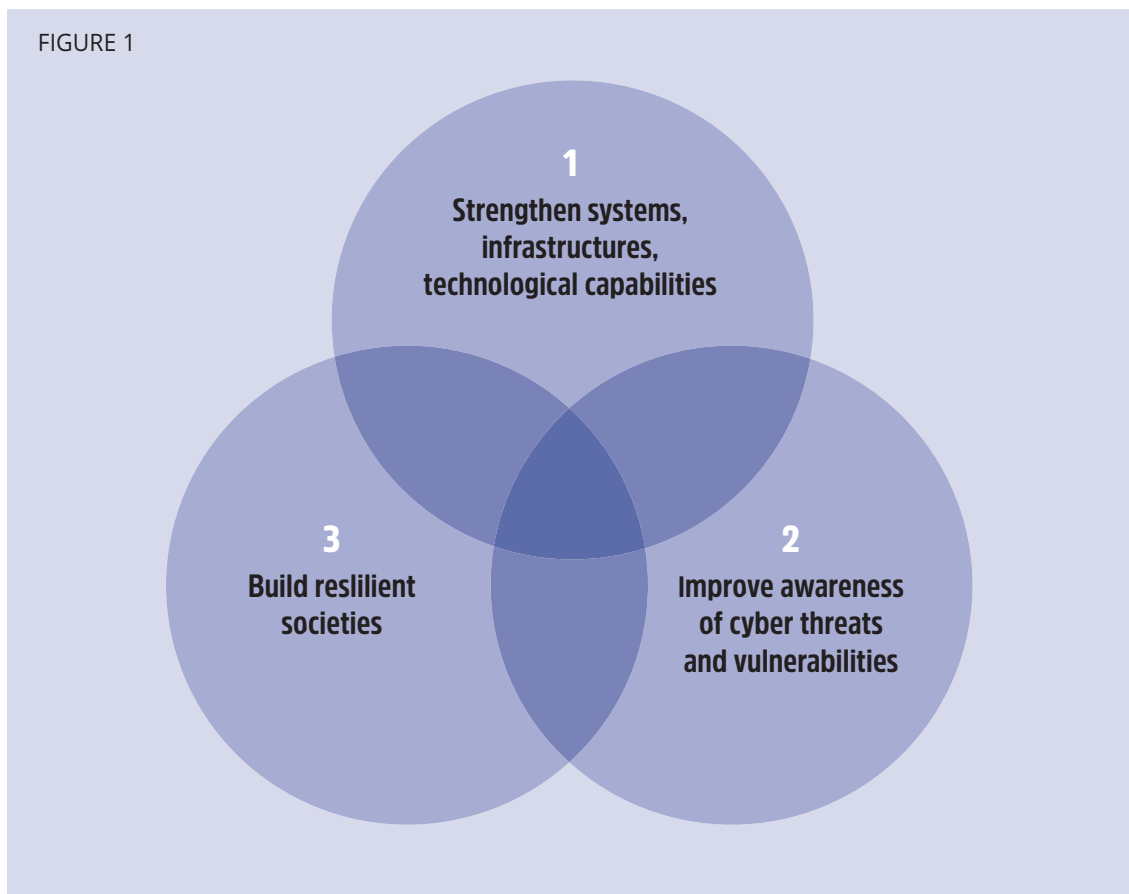 FIGURE 1
1
Strengthen systems,
infrastructures,
technological capabilities
3
Build reslilient
societies
2
Improve awareness
of cyber threats
and vulnerabilities